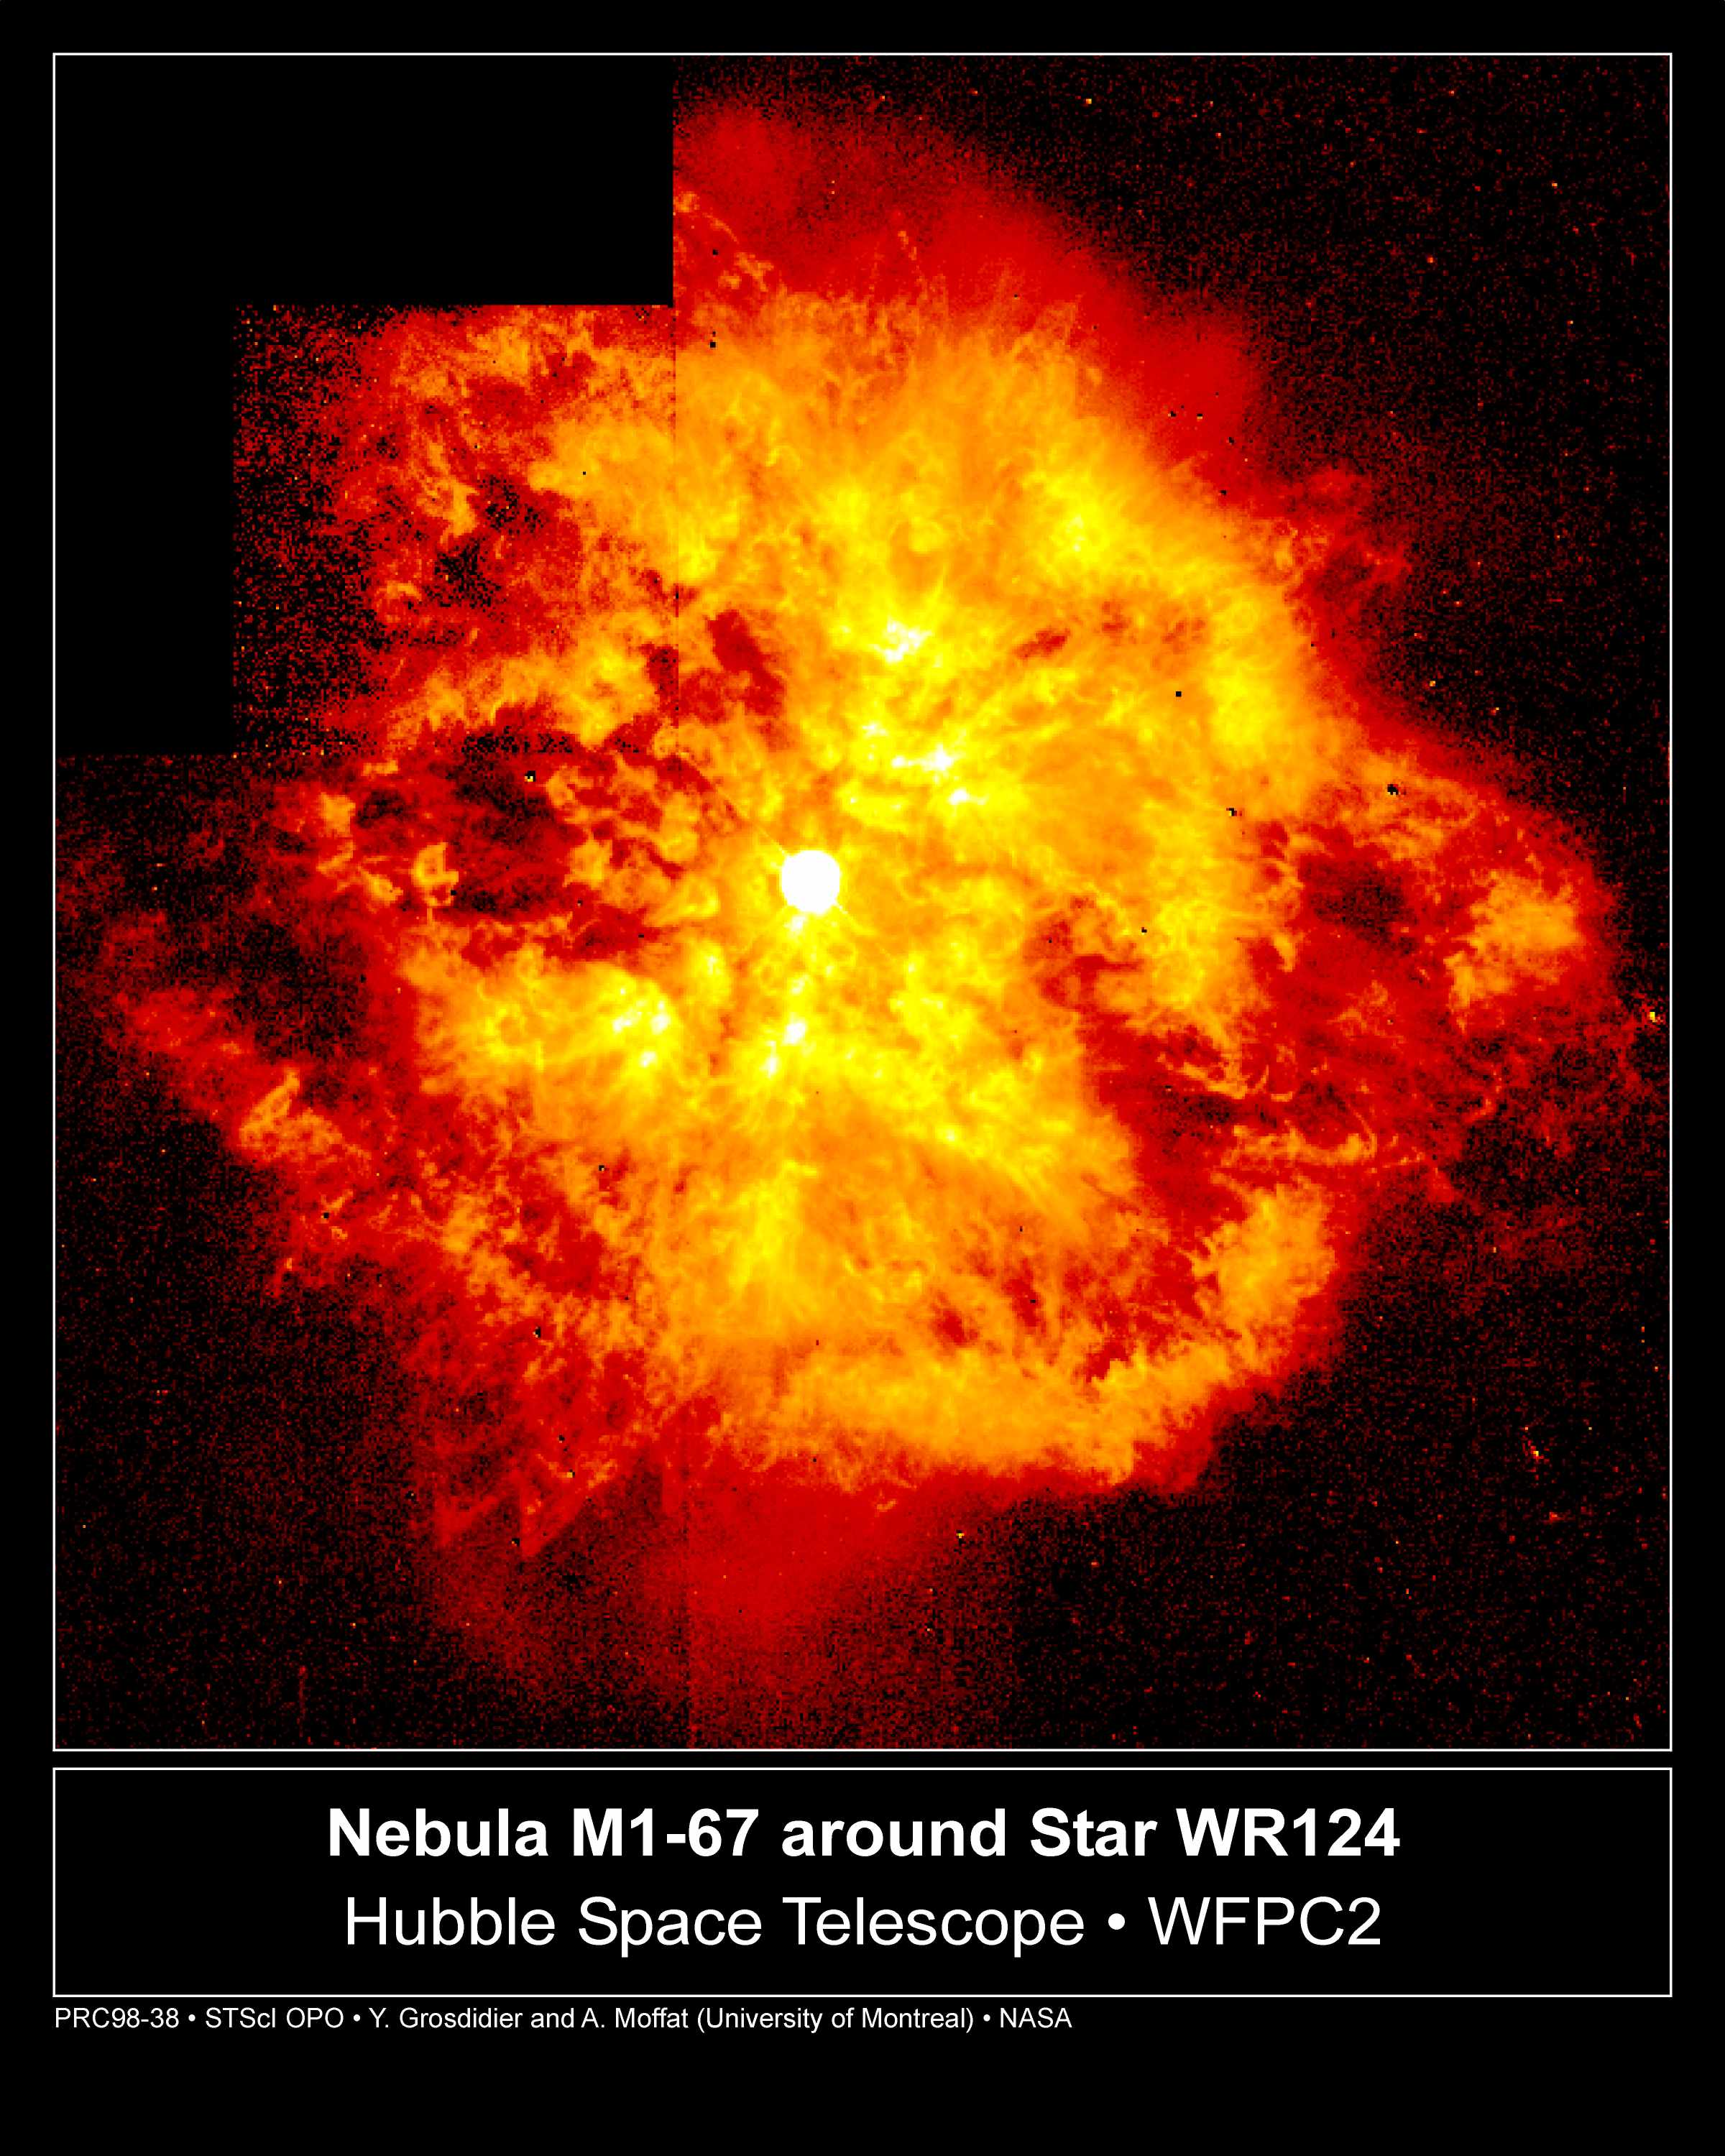 Nebula M1-67 around Star WR124
Hubble Space Telescope • WFPC2
PRC98-38 • STScI OPO • Y. Grosdidier and A. Moffat (University of Montreal) • NASA